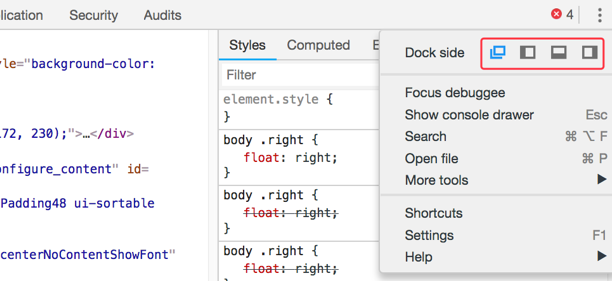 lication Security Audits 4
yle="background-color:
172, 230);">…</div>
onfigure_content" id=
Padding48 ui-sortable
centerNoContentShowFont"
Styles Computed E
Filter
element.style {
}
body .right {
float: right;
}
body .right {
float: right;
}
body .right {
float: right;
Dock side
Focus debuggee
Show console drawer Esc
Search ⌘ ⌥ F
Open file ⌘ P
More tools
Shortcuts
Settings F1
Help